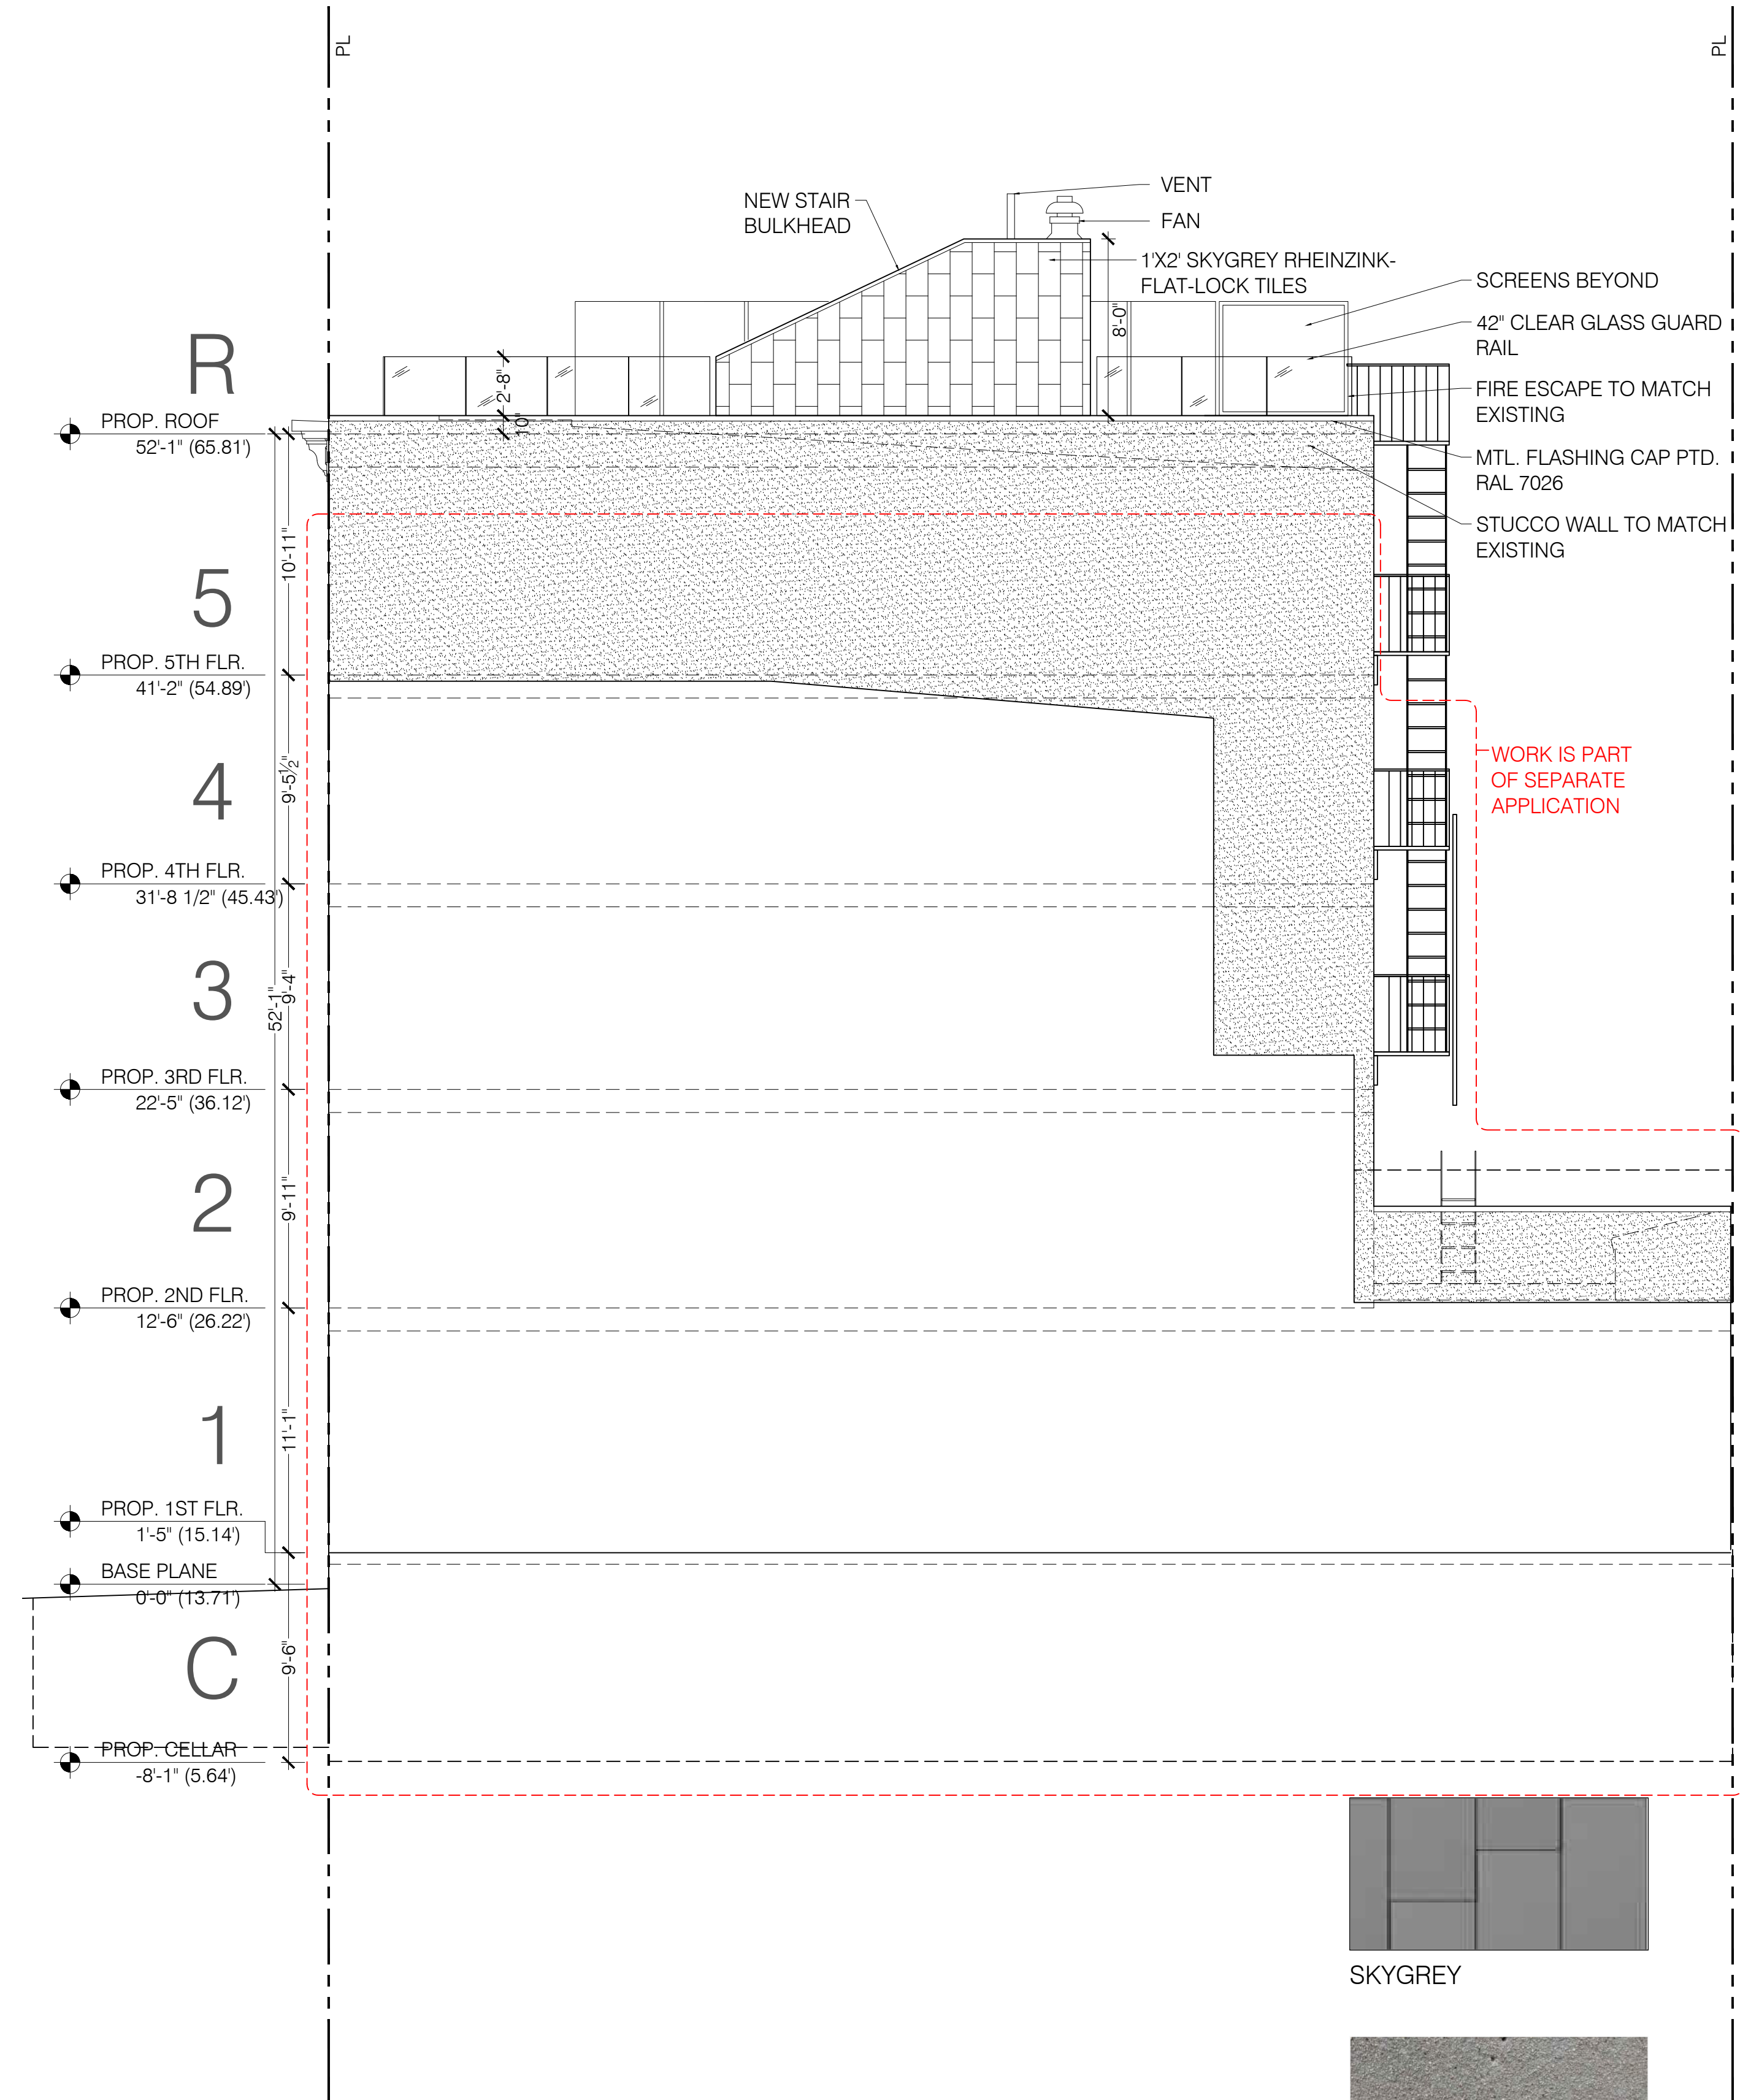 PL
PL
VENT
NEW STAIR
BULKHEAD
FAN
1'X2' SKYGREY RHEINZINK-
FLAT-LOCK TILES
SCREENS BEYOND
8'-0"
42" CLEAR GLASS GUARD
RAIL
R
2'-8"
FIRE ESCAPE TO MATCH
EXISTING
PROP. ROOF
52'-1" (65.81')
10"
MTL. FLASHING CAP PTD.
RAL 7026
STUCCO WALL TO MATCH
EXISTING
10'-11"
5
PROP. 5TH FLR.
41'-2" (54.89')
WORK IS PART
OF SEPARATE
APPLICATION
9'-5½"
4
PROP. 4TH FLR.
31'-8 1/2" (45.43')
3
9'-4"
52'-1"
PROP. 3RD FLR.
22'-5" (36.12')
2
9'-11"
PROP. 2ND FLR.
12'-6" (26.22')
1
11'-1"
PROP. 1ST FLR.
1'-5" (15.14')
BASE PLANE
0'-0" (13.71')
C
9'-6"
PROP. CELLAR
-8'-1" (5.64')
SKYGREY